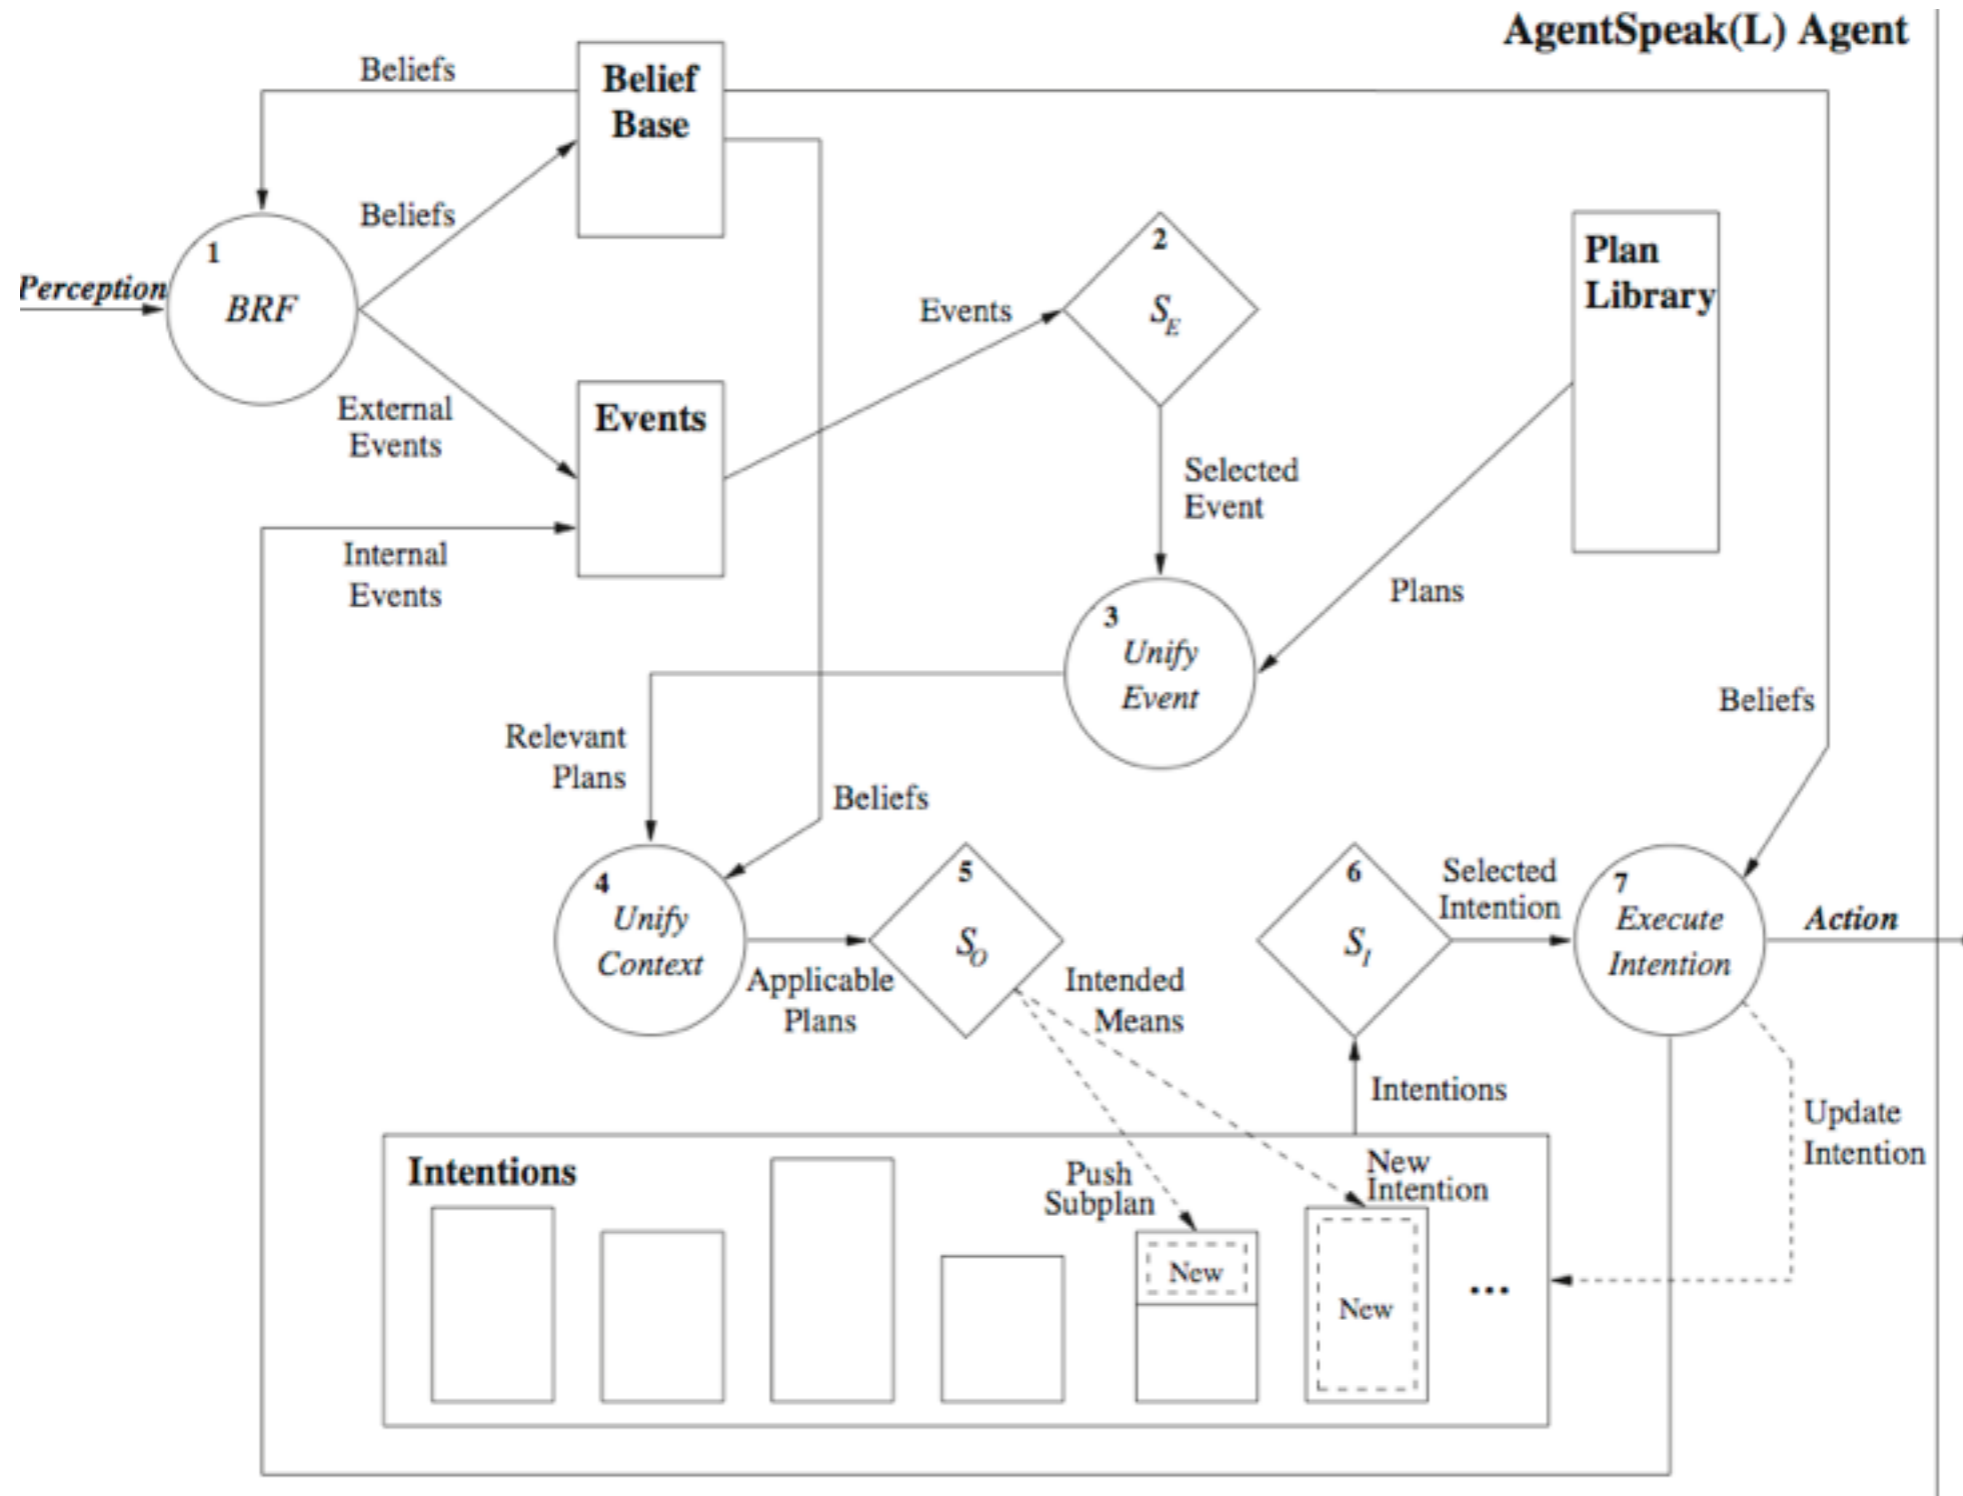 AgentSpeak(L) Agent
Beliefs
Belief
Base
Beliefs
1
BRF
Perception
2
S_E
Events
Plan
Library
External
Events
Events
Selected
Event
Internal
Events
Plans
3
Unify
Event
Relevant
Plans
Beliefs
Beliefs
4
Unify
Context
Applicable
Plans
5
S_O
Intended
Means
6
S_I
Selected
Intention
7
Execute
Intention
Action
Intentions
Update
Intention
Intentions
Push
Subplan
New
Intention
New
New
...